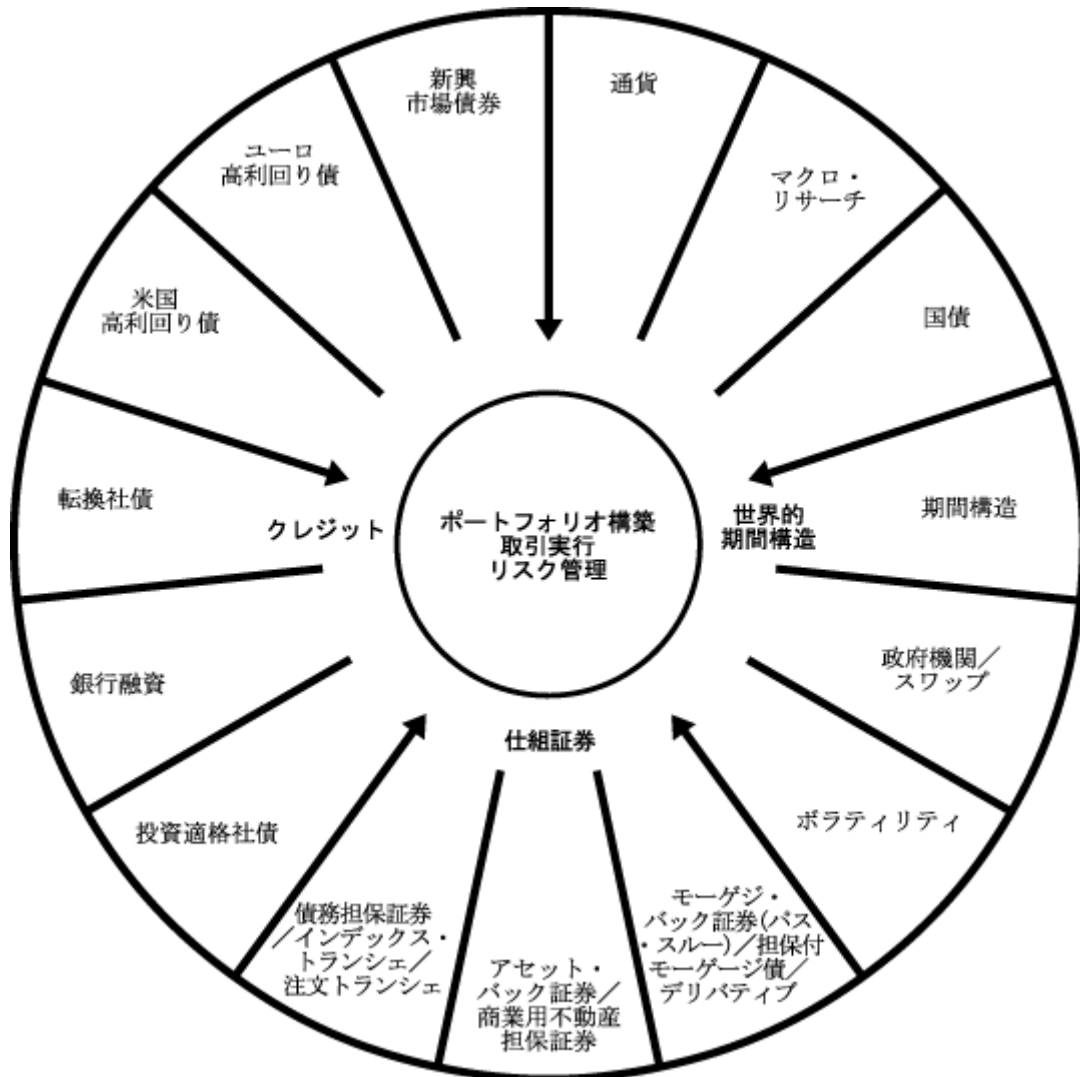 新興
市場債券
通貨
ユーロ
高利回り債
マクロ・
リサーチ
米国
高利回り債
国債
転換社債
クレジット
ポートフォリオ構築
取引実行
リスク管理
世界的
期間構造
期間構造
銀行融資
政府機関／
スワップ
仕組証券
投資適格社債
ボラティリティ
債務担保証券
／インデックス・
トランシェ／
注文トランシェ
アセット・
バック証券／
商業用不動産
担保証券
モーゲジ・
バック証券(パス
・スルー)／担保付
モーゲージ債／
デリバティブ